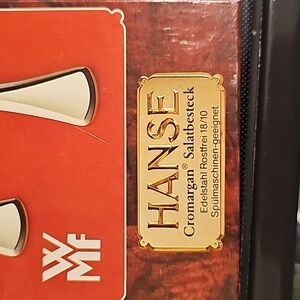 HANSE
Cromargan® Salatbesteck
Edelstahl Rostfrei 18/10
Spülmaschinen-geeignet
WMF